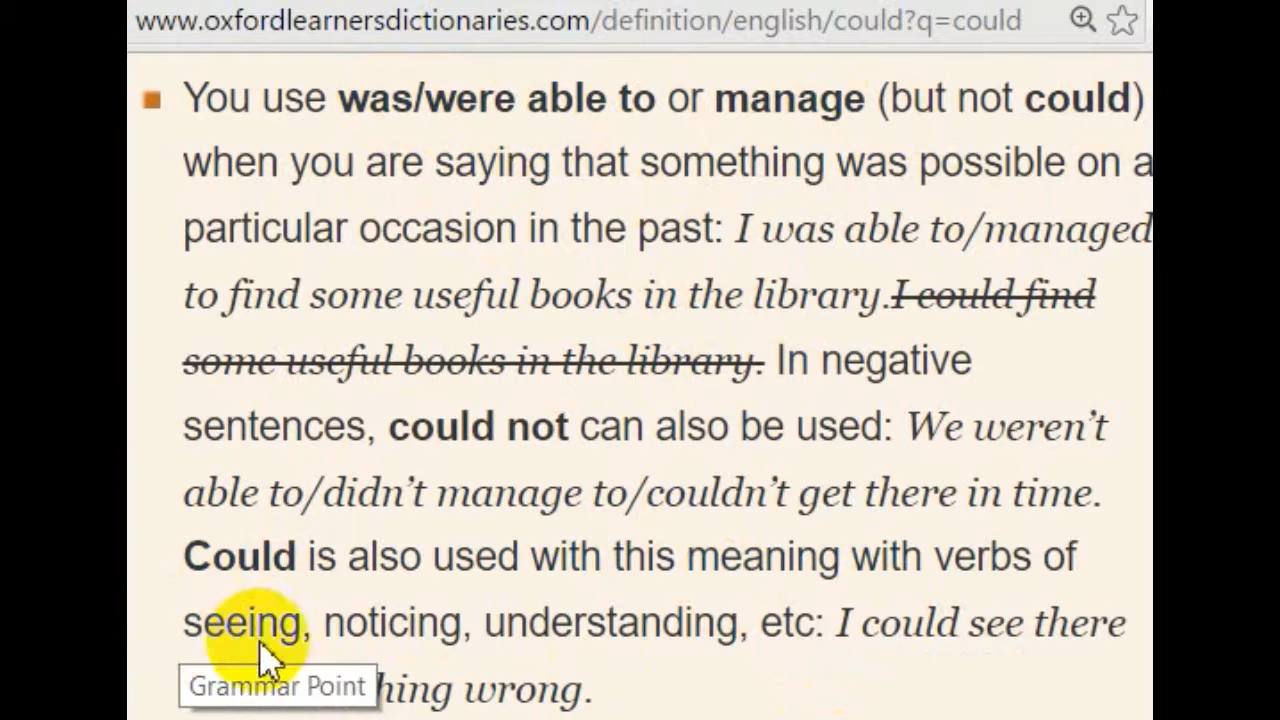 www.oxfordlearnersdictionaries.com/definition/english/could?q=could
You use was/were able to or manage (but not could)
when you are saying that something was possible on a
particular occasion in the past: I was able to/managed
to find some useful books in the library.I could find
some useful books in the library. In negative
sentences, could not can also be used: We weren’t
able to/didn’t manage to/couldn’t get there in time.
Could is also used with this meaning with verbs of
seeing, noticing, understanding, etc: I could see there
Grammar Point
hing wrong.